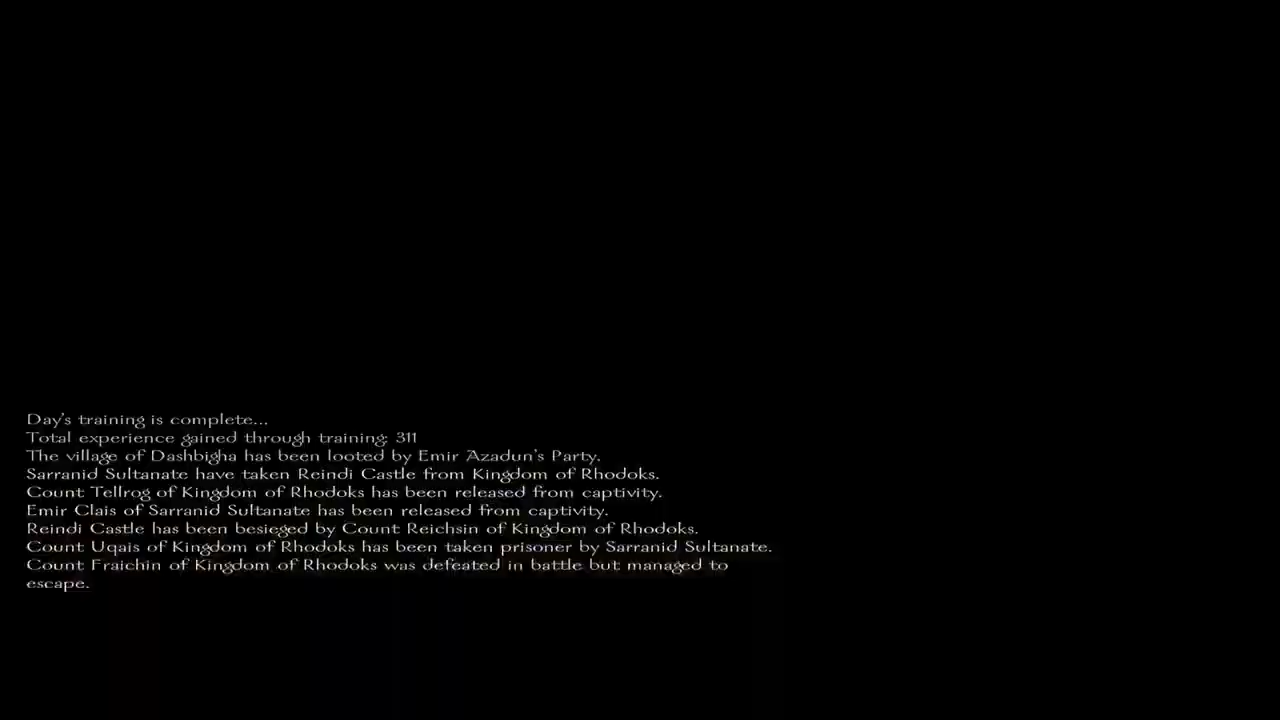 Day's training is complete...
Total experience gained through training: 311
The village of Dashbigha has been looted by Emir Azadun's Party.
Sarranid Sultanate have taken Reindi Castle from Kingdom of Rhodoks.
Count Tellrog of Kingdom of Rhodoks has been released from captivity.
Emir Clais of Sarranid Sultanate has been released from captivity.
Reindi Castle has been besieged by Count Reichsin of Kingdom of Rhodoks.
Count Uqais of Kingdom of Rhodoks has been taken prisoner by Sarranid Sultanate.
Count Fraichin of Kingdom of Rhodoks was defeated in battle but managed to
escape.